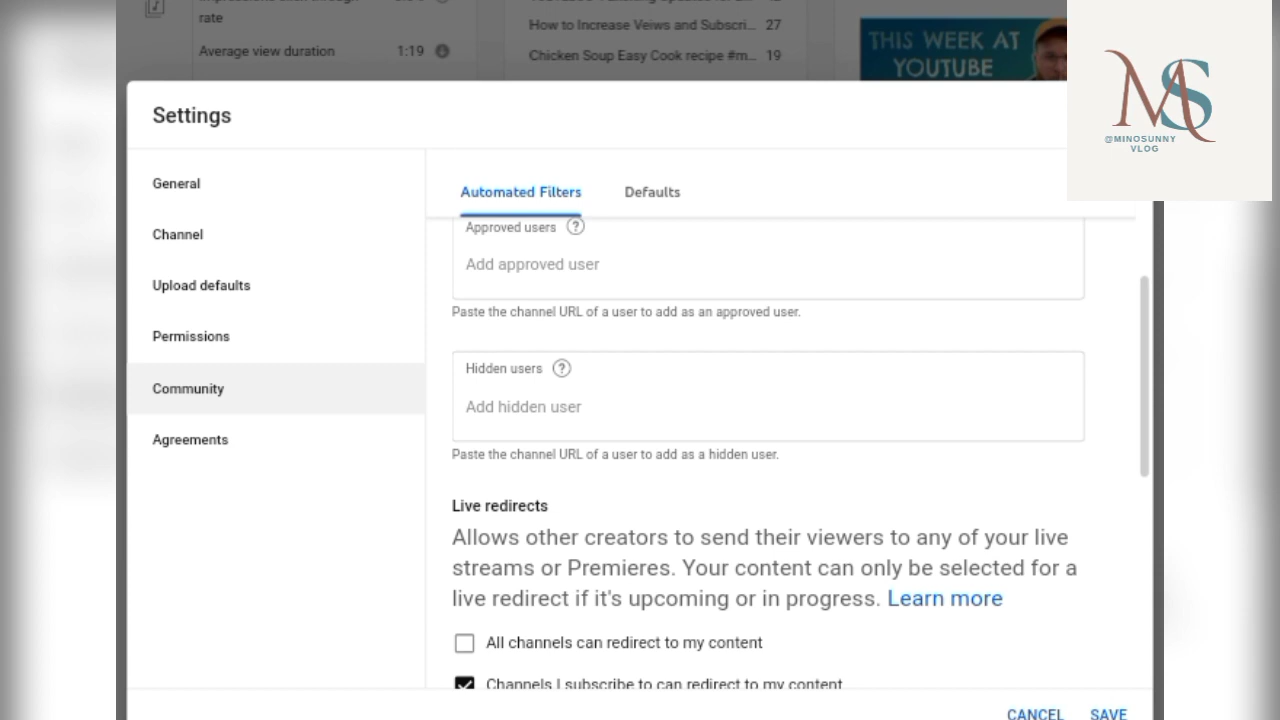 rate
Average view duration 1:19
How to Increase Veiws and Subscri... 27
Chicken Soup Easy Cook recipe #m... 19
THIS WEEK AT
YOUTUBE
MS
@MINOSUNNY
VLOG
Settings
General
Channel
Upload defaults
Permissions
Community
Agreements
Automated Filters Defaults
Approved users ?
Add approved user
Paste the channel URL of a user to add as an approved user.
Hidden users ?
Add hidden user
Paste the channel URL of a user to add as a hidden user.
Live redirects
Allows other creators to send their viewers to any of your live
streams or Premieres. Your content can only be selected for a
live redirect if it's upcoming or in progress. Learn more
All channels can redirect to my content
Channels I subscribe to can redirect to my content
CANCEL SAVE